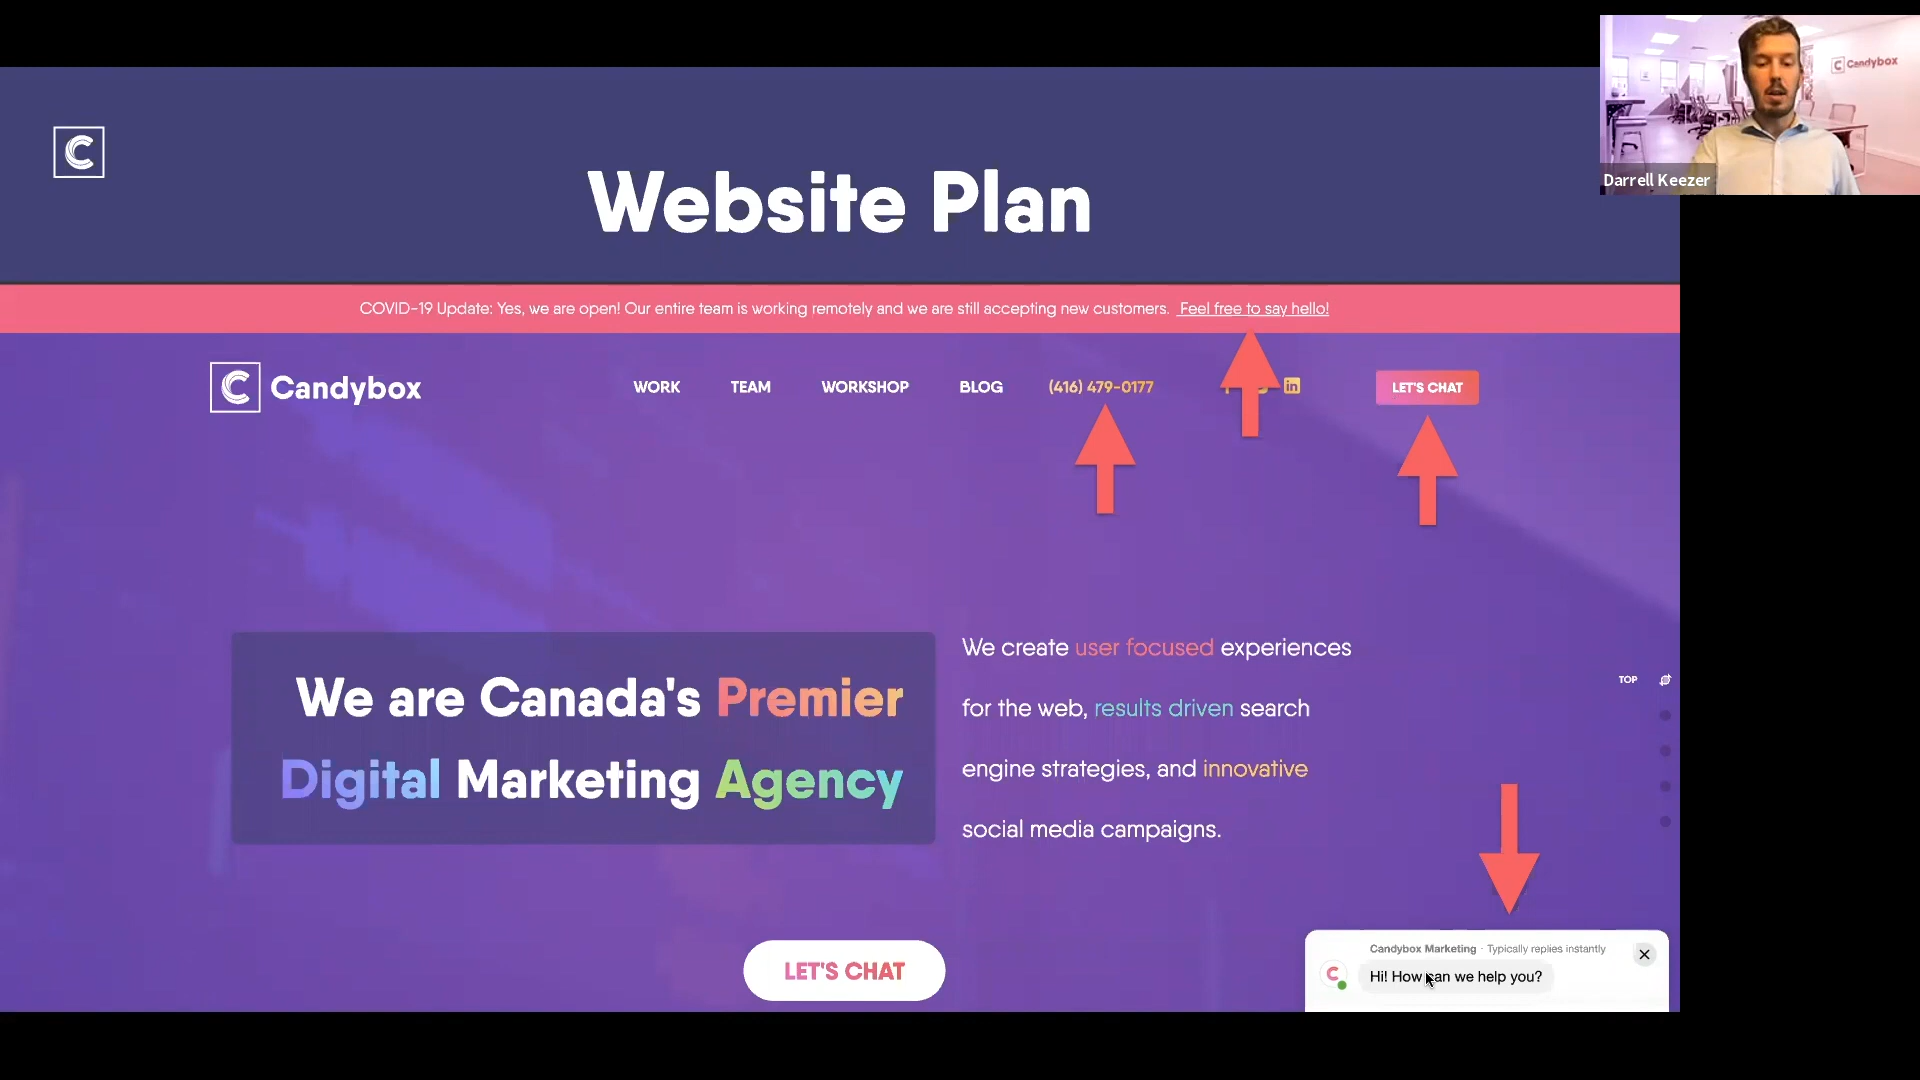 Candybox
Darrell Keezer
C
Website Plan
COVID-19 Update: Yes, we are open! Our entire team is working remotely and we are still accepting new customers. Feel free to say hello!
C Candybox
WORK TEAM WORKSHOP BLOG (416) 479-0177 in LET'S CHAT
We are Canada's Premier
Digital Marketing Agency
We create user focused experiences
for the web, results driven search
engine strategies, and innovative
social media campaigns.
TOP
LET'S CHAT
Candybox Marketing · Typically replies instantly
C
Hi! How can we help you?